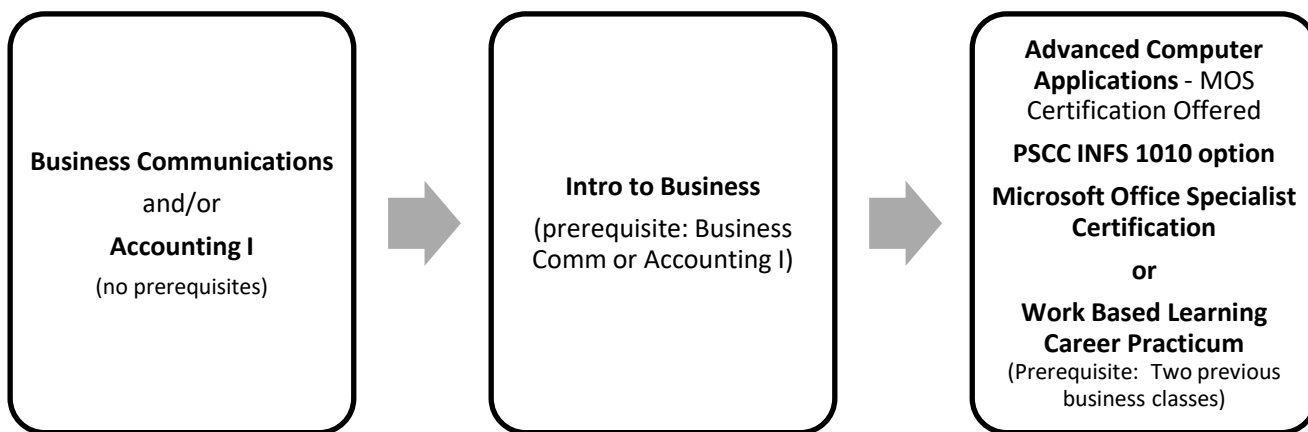 Business Communications
and/or
Accounting I
(no prerequisites)
Intro to Business
(prerequisite: Business
Comm or Accounting I)
Advanced Computer
Applications - MOS
Certification Offered
PSCC INFS 1010 option
Microsoft Office Specialist
Certification
or
Work Based Learning
Career Practicum
(Prerequisite: Two previous
business classes)